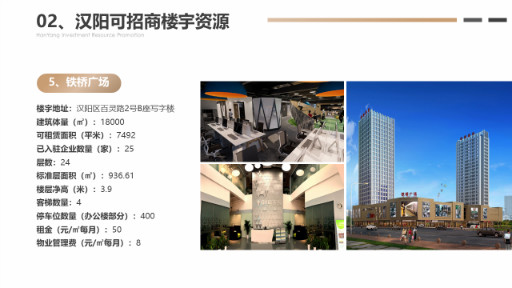 02、汉阳可招商楼宇资源
Hanyang Investment Resource Promotion
5、铁桥广场
楼宇地址：汉阳区百灵路2号B座写字楼
建筑体量（㎡）：18000
可租赁面积（平米）：7492
已入驻企业数量（家）：25
层数：24
标准层面积（㎡）：936.61
楼层净高（米）：3.9
客梯数量：4
停车位数量（办公楼部分）：400
租金（元/㎡每月）：50
物业管理费（元/㎡每月）：8